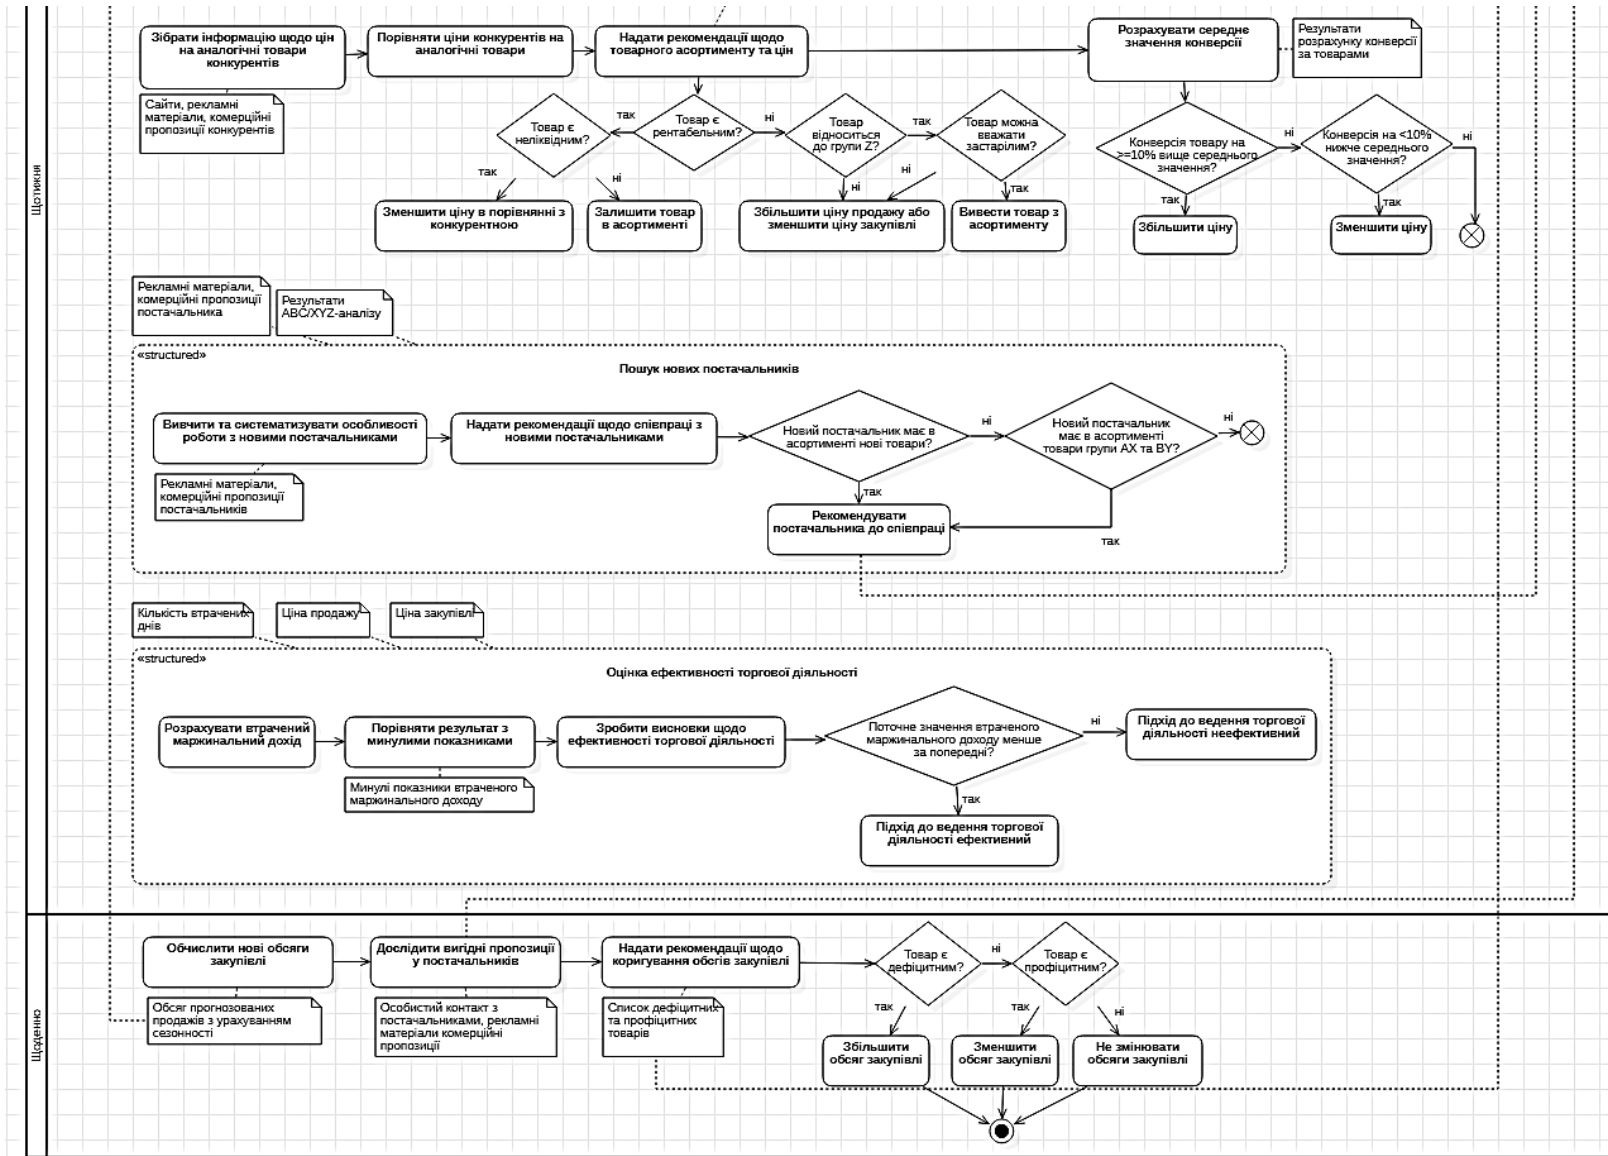 Щотижня
Зібрати інформацію щодо цін
на аналогічні товари
конкурентів
Порівняти ціни конкурентів на
аналогічні товари
Надати рекомендації щодо
товарного асортименту та цін
Розрахувати середнє
значення конверсії
Результати
розрахунку конверсії
за товарами
Сайти, рекламні
матеріали, комерційні
пропозиції конкурентів
Товар є
неліквідним?
так
Товар є
рентабельним?
ні
Товар
відноситься
до групи Z?
так
Товар можна
вважати
застарілим?
Конверсія товару на
>=10% вище середнього
значення?
ні
Конверсія на <10%
нижче середнього
значення?
ні
так
ні
ні
ні
так
так
так
Зменшити ціну в порівнянні з
конкурентною
Залишити товар
в асортименті
Збільшити ціну продажу або
зменшити ціну закупівлі
Вивести товар з
асортименту
Збільшити ціну
Зменшити ціну
Рекламні матеріали,
комерційні пропозиції
постачальника
Результати
ABC/XYZ-аналізу
«structured»
Пошук нових постачальників
Вивчити та систематизувати особливості
роботи з новими постачальниками
Надати рекомендації щодо співпраці з
новими постачальниками
Новий постачальник має в
асортименті нові товари?
ні
Новий постачальник
має в асортименті
товари групи AX та BY?
ні
Рекламні матеріали,
комерційні пропозиції
постачальників
так
Рекомендувати
постачальника до співпраці
так
Кількість втрачених
днів
Ціна продажу
Ціна закупівлі
«structured»
Оцінка ефективності торгової діяльності
Розрахувати втрачений
маржинальний дохід
Порівняти результат з
минулими показниками
Зробити висновки щодо
ефективності торгової діяльності
Поточне значення втраченого
маржинального доходу менше
за попередні?
ні
Підхід до ведення торгової
діяльності неефективний
Минулі показники втраченого
маржинального доходу
так
Підхід до ведення торгової
діяльності ефективний
Щоденно
Обчислити нові обсяги
закупівлі
Дослідити вигідні пропозиції
у постачальників
Надати рекомендації щодо
коригування обсгів закупівлі
Товар є
дефіцитним?
ні
Товар є
профіцитним?
Обсяг прогнозованих
продажів з урахуванням
сезонності
Особистий контакт з
постачальниками, рекламні
матеріали комерційні
пропозиції
Список дефіцитних
та профіцитних
товарів
так
так
ні
Збільшити
обсяг закупівлі
Зменшити
обсяг закупівлі
Не змінювати
обсяги закупівлі